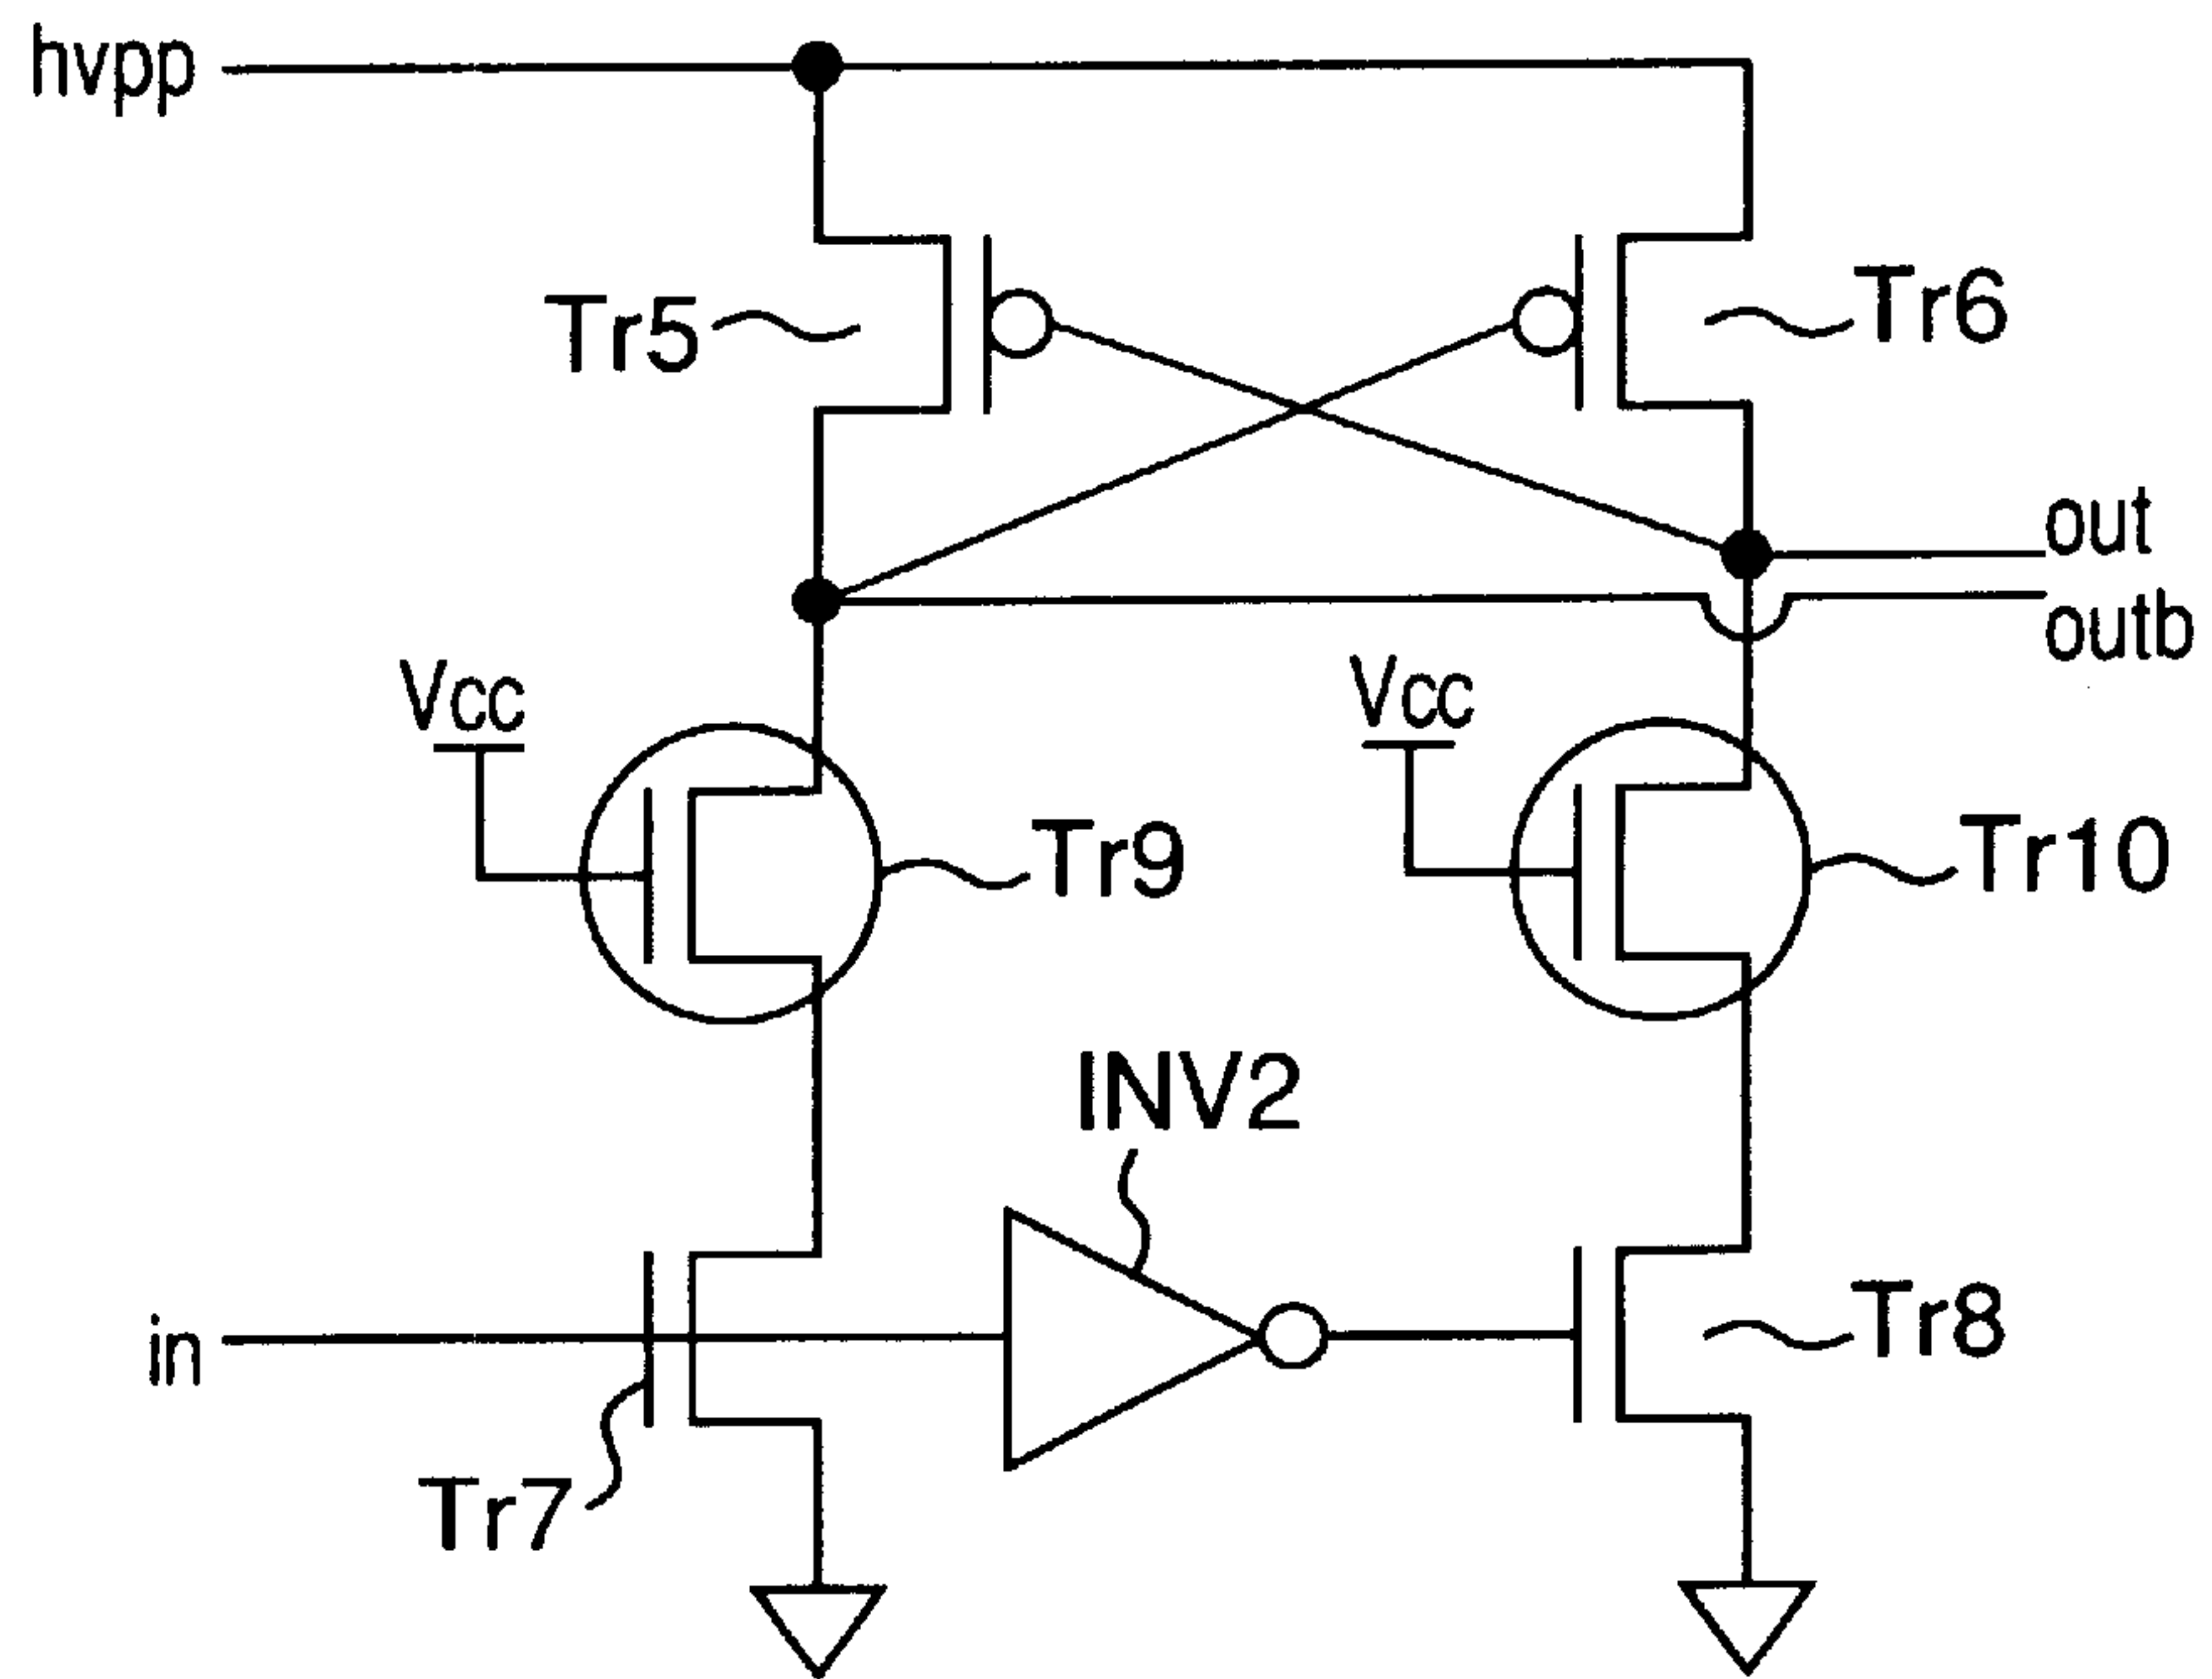 hvpp
Tr5
Tr6
out
outb
Vcc
Vcc
Tr9
Tr10
INV2
in
Tr8
Tr7